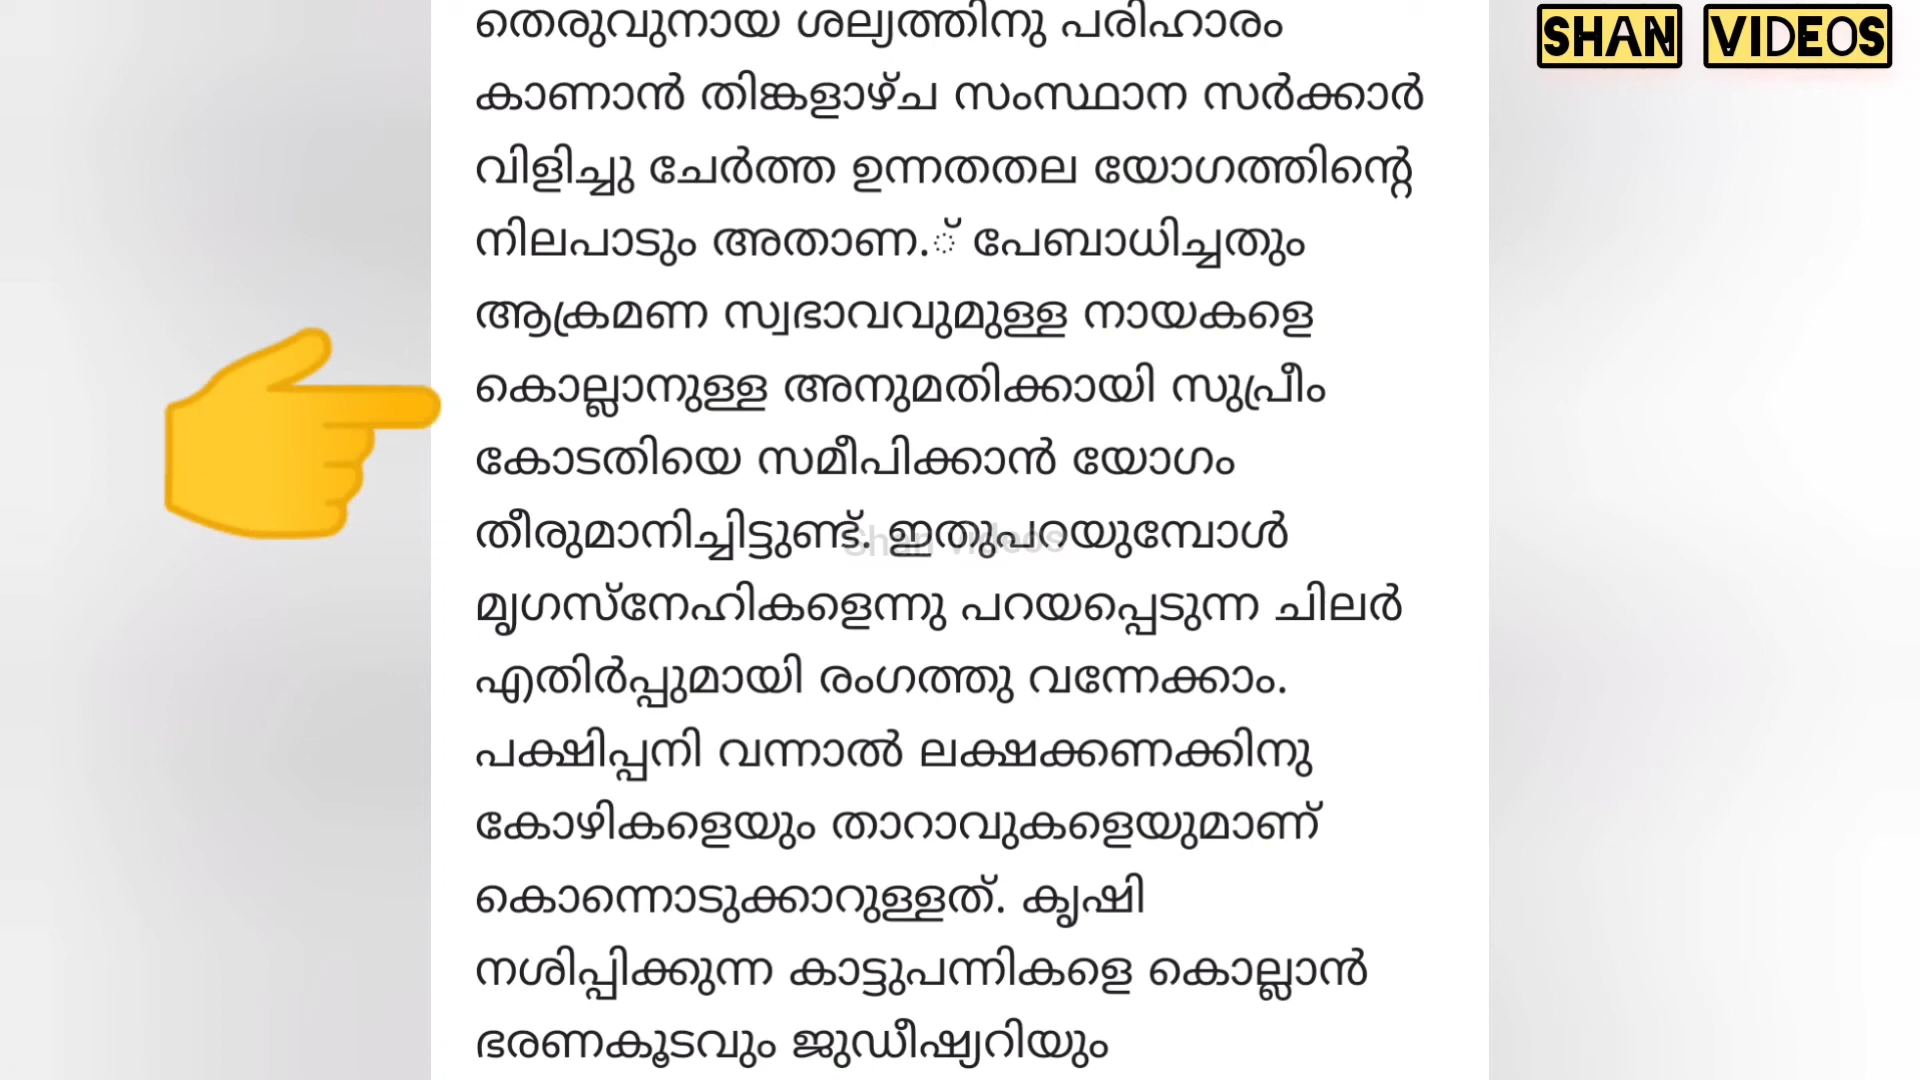 തെരുവുനായ ശല്യത്തിനു പരിഹാരം
SHAN VIDEOS
കാണാൻ തിങ്കളാഴ്ച സംസ്ഥാന സർക്കാർ
വിളിച്ചു ചേർത്ത ഉന്നതതല യോഗത്തിന്റെ
നിലപാടും അതാണ.് പേബാധിച്ചതും
ആക്രമണ സ്വഭാവവുമുള്ള നായകളെ
കൊല്ലാനുള്ള അനുമതിക്കായി സുപ്രീം
കോടതിയെ സമീപിക്കാൻ യോഗം
തീരുമാനിച്ചിട്ടുണ്ട്. ഇതുപറയുമ്പോൾ
Shan videos
മൃഗസ്നേഹികളെന്നു പറയപ്പെടുന്ന ചിലർ
എതിർപ്പുമായി രംഗത്തു വന്നേക്കാം.
പക്ഷിപ്പനി വന്നാൽ ലക്ഷക്കണക്കിനു
കോഴികളെയും താറാവുകളെയുമാണ്
കൊന്നൊടുക്കാറുള്ളത്. കൃഷി
നശിപ്പിക്കുന്ന കാട്ടുപന്നികളെ കൊല്ലാൻ
ഭരണകൂടവും ജുഡീഷ്യറിയും